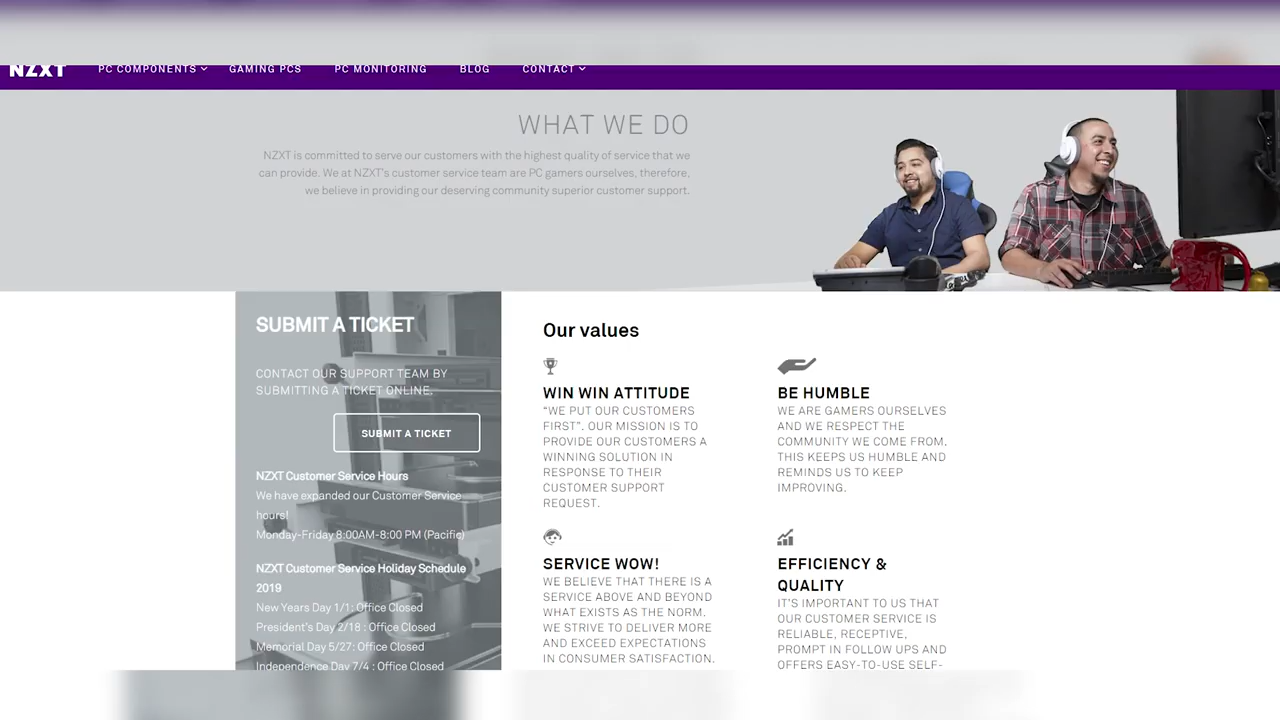 NZXT PC COMPONENTS GAMING PCS PC MONITORING BLOG CONTACT
WHAT WE DO
NZXT is committed to serve our customers with the highest quality of service that we
can provide. We at NZXT's customer service team are PC gamers ourselves, therefore,
we believe in providing our deserving community superior customer support.
SUBMIT A TICKET
CONTACT OUR SUPPORT TEAM BY
SUBMITTING A TICKET ONLINE.
SUBMIT A TICKET
NZXT Customer Service Hours
We have expanded our Customer Service
hours!
Monday-Friday 8:00AM-8:00 PM (Pacific)
NZXT Customer Service Holiday Schedule
2019
New Years Day 1/1: Office Closed
President's Day 2/18 : Office Closed
Memorial Day 5/27: Office Closed
Independence Day 7/4 : Office Closed
Our values
WIN WIN ATTITUDE
“WE PUT OUR CUSTOMERS
FIRST”. OUR MISSION IS TO
PROVIDE OUR CUSTOMERS A
WINNING SOLUTION IN
RESPONSE TO THEIR
CUSTOMER SUPPORT
REQUEST.
BE HUMBLE
WE ARE GAMERS OURSELVES
AND WE RESPECT THE
COMMUNITY WE COME FROM.
THIS KEEPS US HUMBLE AND
REMINDS US TO KEEP
IMPROVING.
SERVICE WOW!
WE BELIEVE THAT THERE IS A
SERVICE ABOVE AND BEYOND
WHAT EXISTS AS THE NORM.
WE STRIVE TO DELIVER MORE
AND EXCEED EXPECTATIONS
IN CONSUMER SATISFACTION.
EFFICIENCY &
QUALITY
IT'S IMPORTANT TO US THAT
OUR CUSTOMER SERVICE IS
RELIABLE, RECEPTIVE,
PROMPT IN FOLLOW UPS AND
OFFERS EASY-TO-USE SELF-